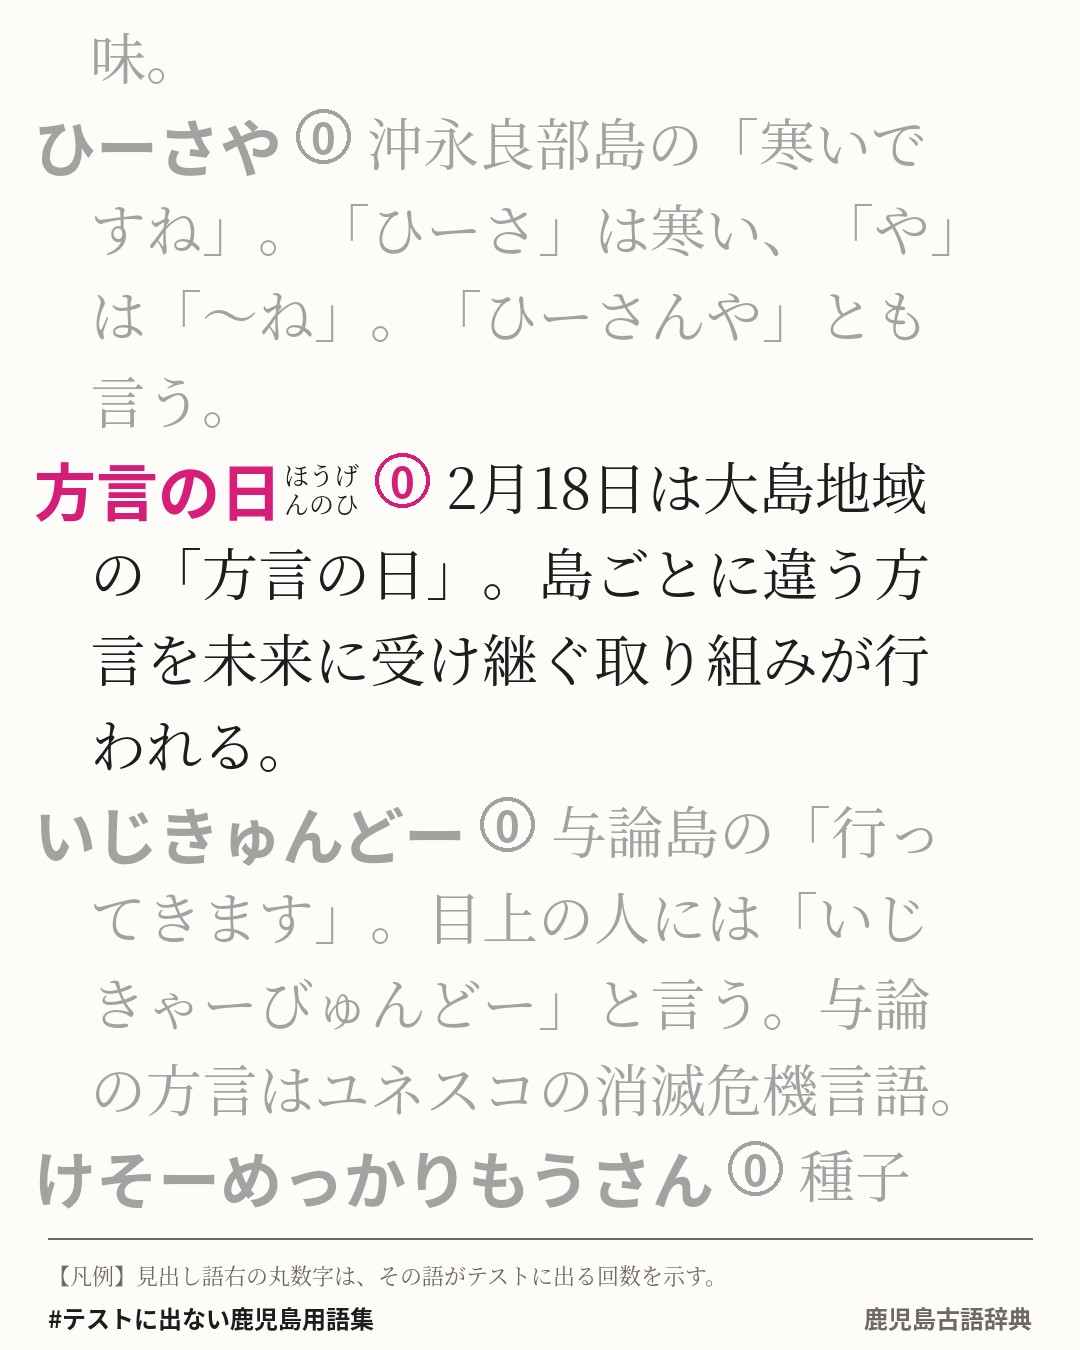 味。
ひーさや ⓪ 沖永良部島の「寒いで
すね」。「ひーさ」は寒い、「や」
は「〜ね」。「ひーさんや」とも
言う。
方言の日 ほうげんのひ ⓪ 2月18日は大島地域
の「方言の日」。島ごとに違う方
言を未来に受け継ぐ取り組みが行
われる。
いじきゅんどー ⓪ 与論島の「行っ
てきます」。目上の人には「いじ
きゃーびゅんどー」と言う。与論
の方言はユネスコの消滅危機言語。
けそーめっかりもうさん ⓪ 種子
【凡例】見出し語右の丸数字は、その語がテストに出る回数を示す。
#テストに出ない鹿児島用語集
鹿児島古語辞典